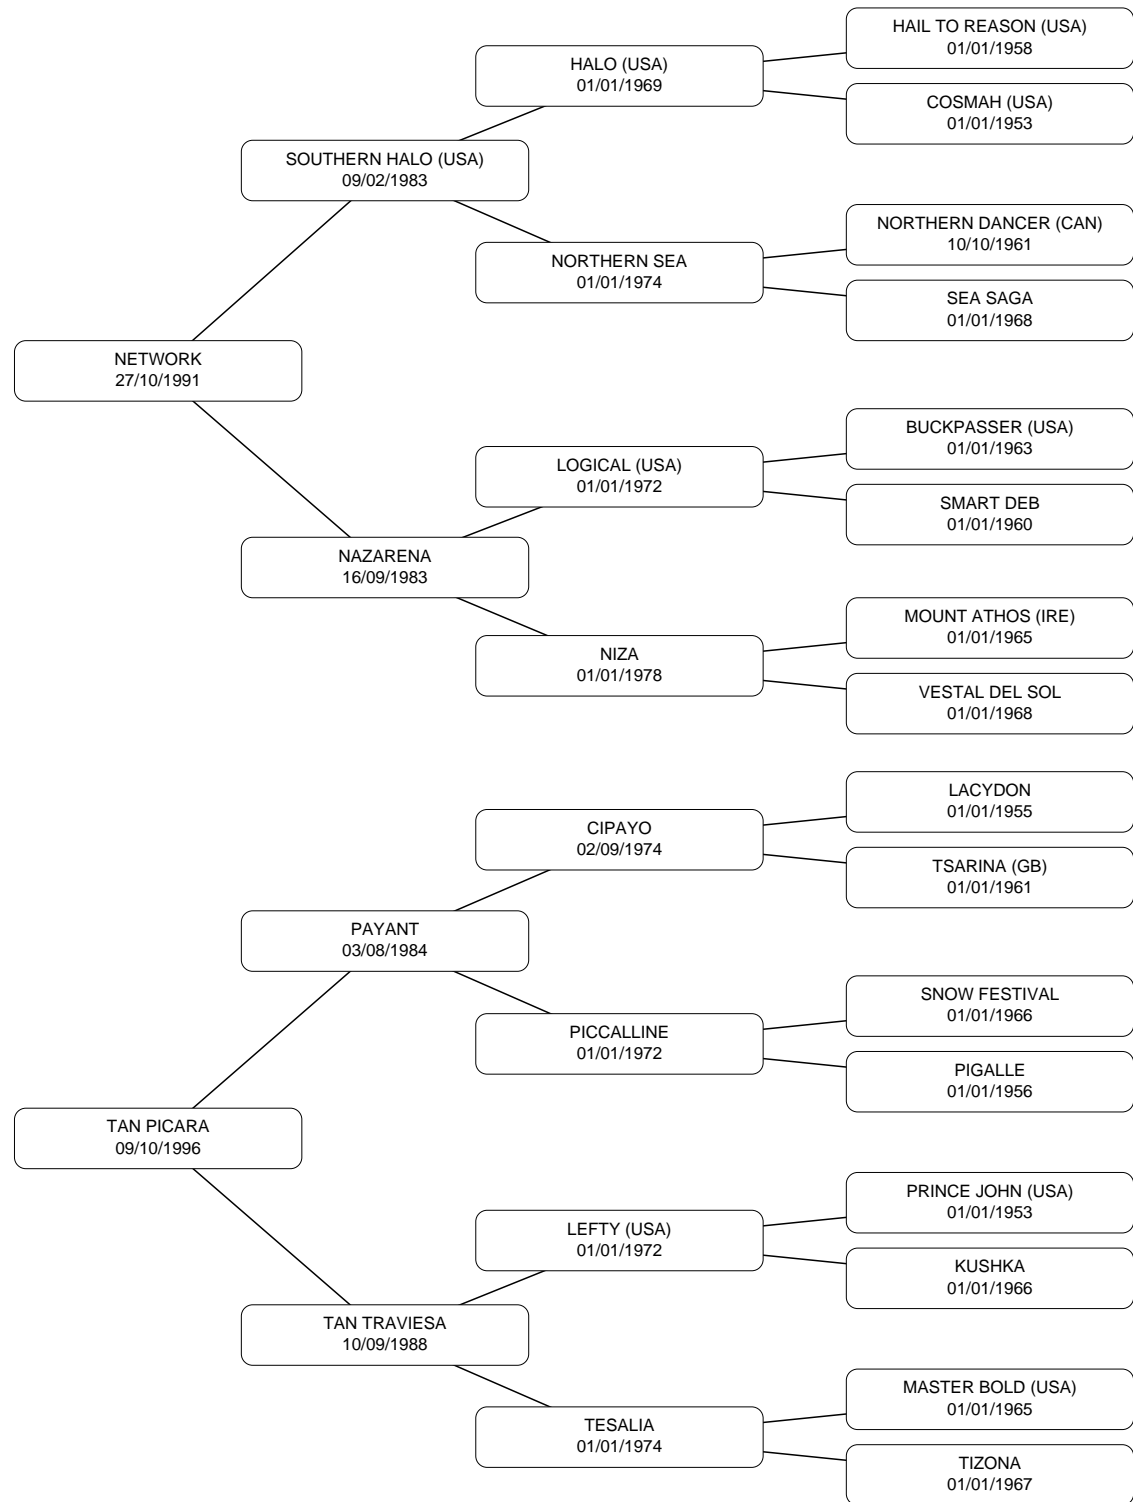 HAIL TO REASON (USA)
01/01/1958
HALO (USA)
01/01/1969
COSMAH (USA)
01/01/1953
SOUTHERN HALO (USA)
09/02/1983
NORTHERN DANCER (CAN)
10/10/1961
NORTHERN SEA
01/01/1974
SEA SAGA
01/01/1968
NETWORK
27/10/1991
BUCKPASSER (USA)
01/01/1963
LOGICAL (USA)
01/01/1972
SMART DEB
01/01/1960
NAZARENA
16/09/1983
MOUNT ATHOS (IRE)
01/01/1965
NIZA
01/01/1978
VESTAL DEL SOL
01/01/1968
LACYDON
01/01/1955
CIPAYO
02/09/1974
TSARINA (GB)
01/01/1961
PAYANT
03/08/1984
SNOW FESTIVAL
01/01/1966
PICCALLINE
01/01/1972
PIGALLE
01/01/1956
TAN PICARA
09/10/1996
PRINCE JOHN (USA)
01/01/1953
LEFTY (USA)
01/01/1972
KUSHKA
01/01/1966
TAN TRAVIESA
10/09/1988
MASTER BOLD (USA)
01/01/1965
TESALIA
01/01/1974
TIZONA
01/01/1967